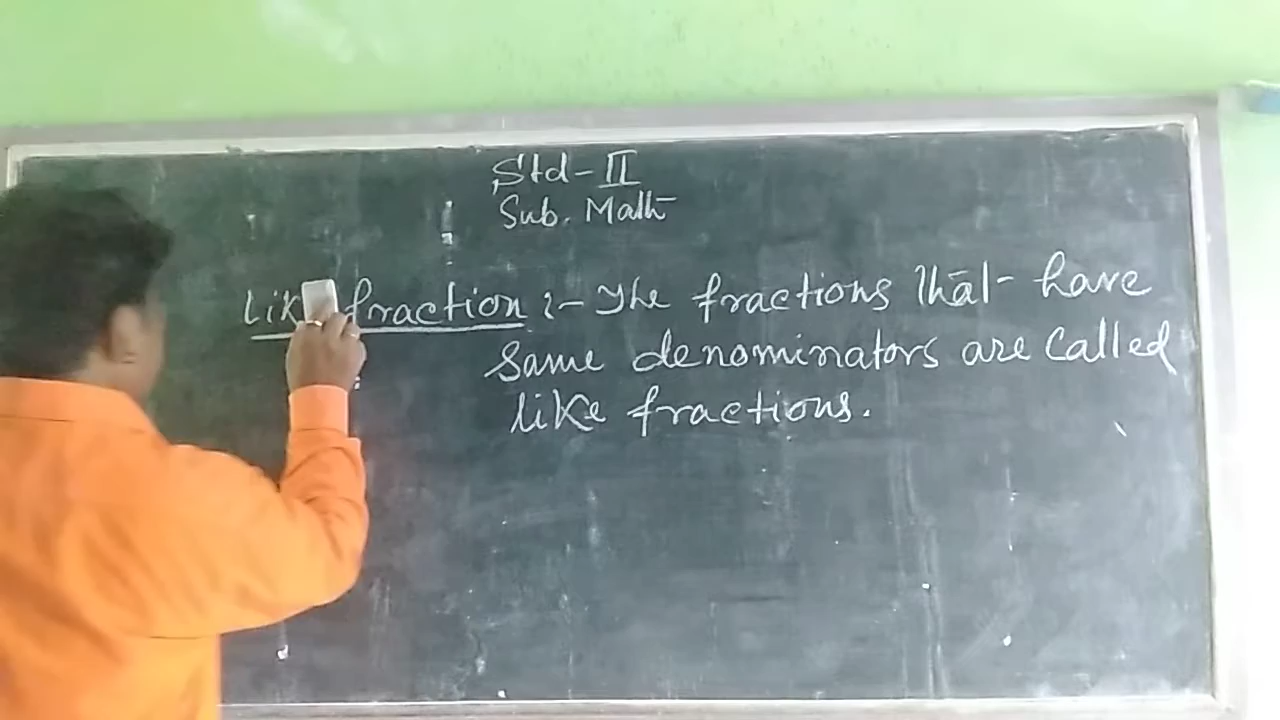 Std-II
Sub. Math
Lik fraction :- The fractions that have
same denominators are called
like fractions.